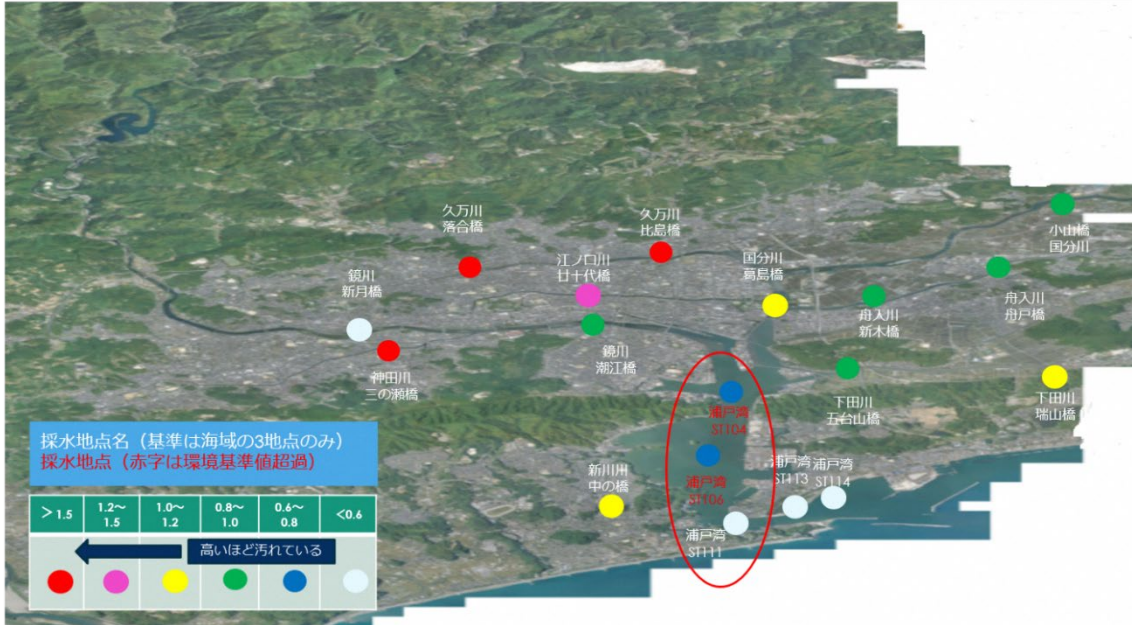 久万川
落合橋
久万川
比島橋
江ノ口川
廿十代橋
国分川
葛島橋
小山橋
国分川
鏡川
新月橋
舟入川
舟戸橋
舟入川
新木橋
鏡川
潮江橋
神田川
三の瀬橋
下田川
五台山橋
下田川
瑞山橋
浦戸湾
ST104
浦戸湾
ST106
新川川
中の橋
浦戸湾
ST113
浦戸湾
ST114
浦戸湾
ST111
採水地点名（基準は海域の3地点のみ）
採水地点（赤字は環境基準値超過）
＞1.5
1.2～
1.5
1.0～
1.2
0.8～
1.0
0.6～
0.8
<0.6
高いほど汚れている